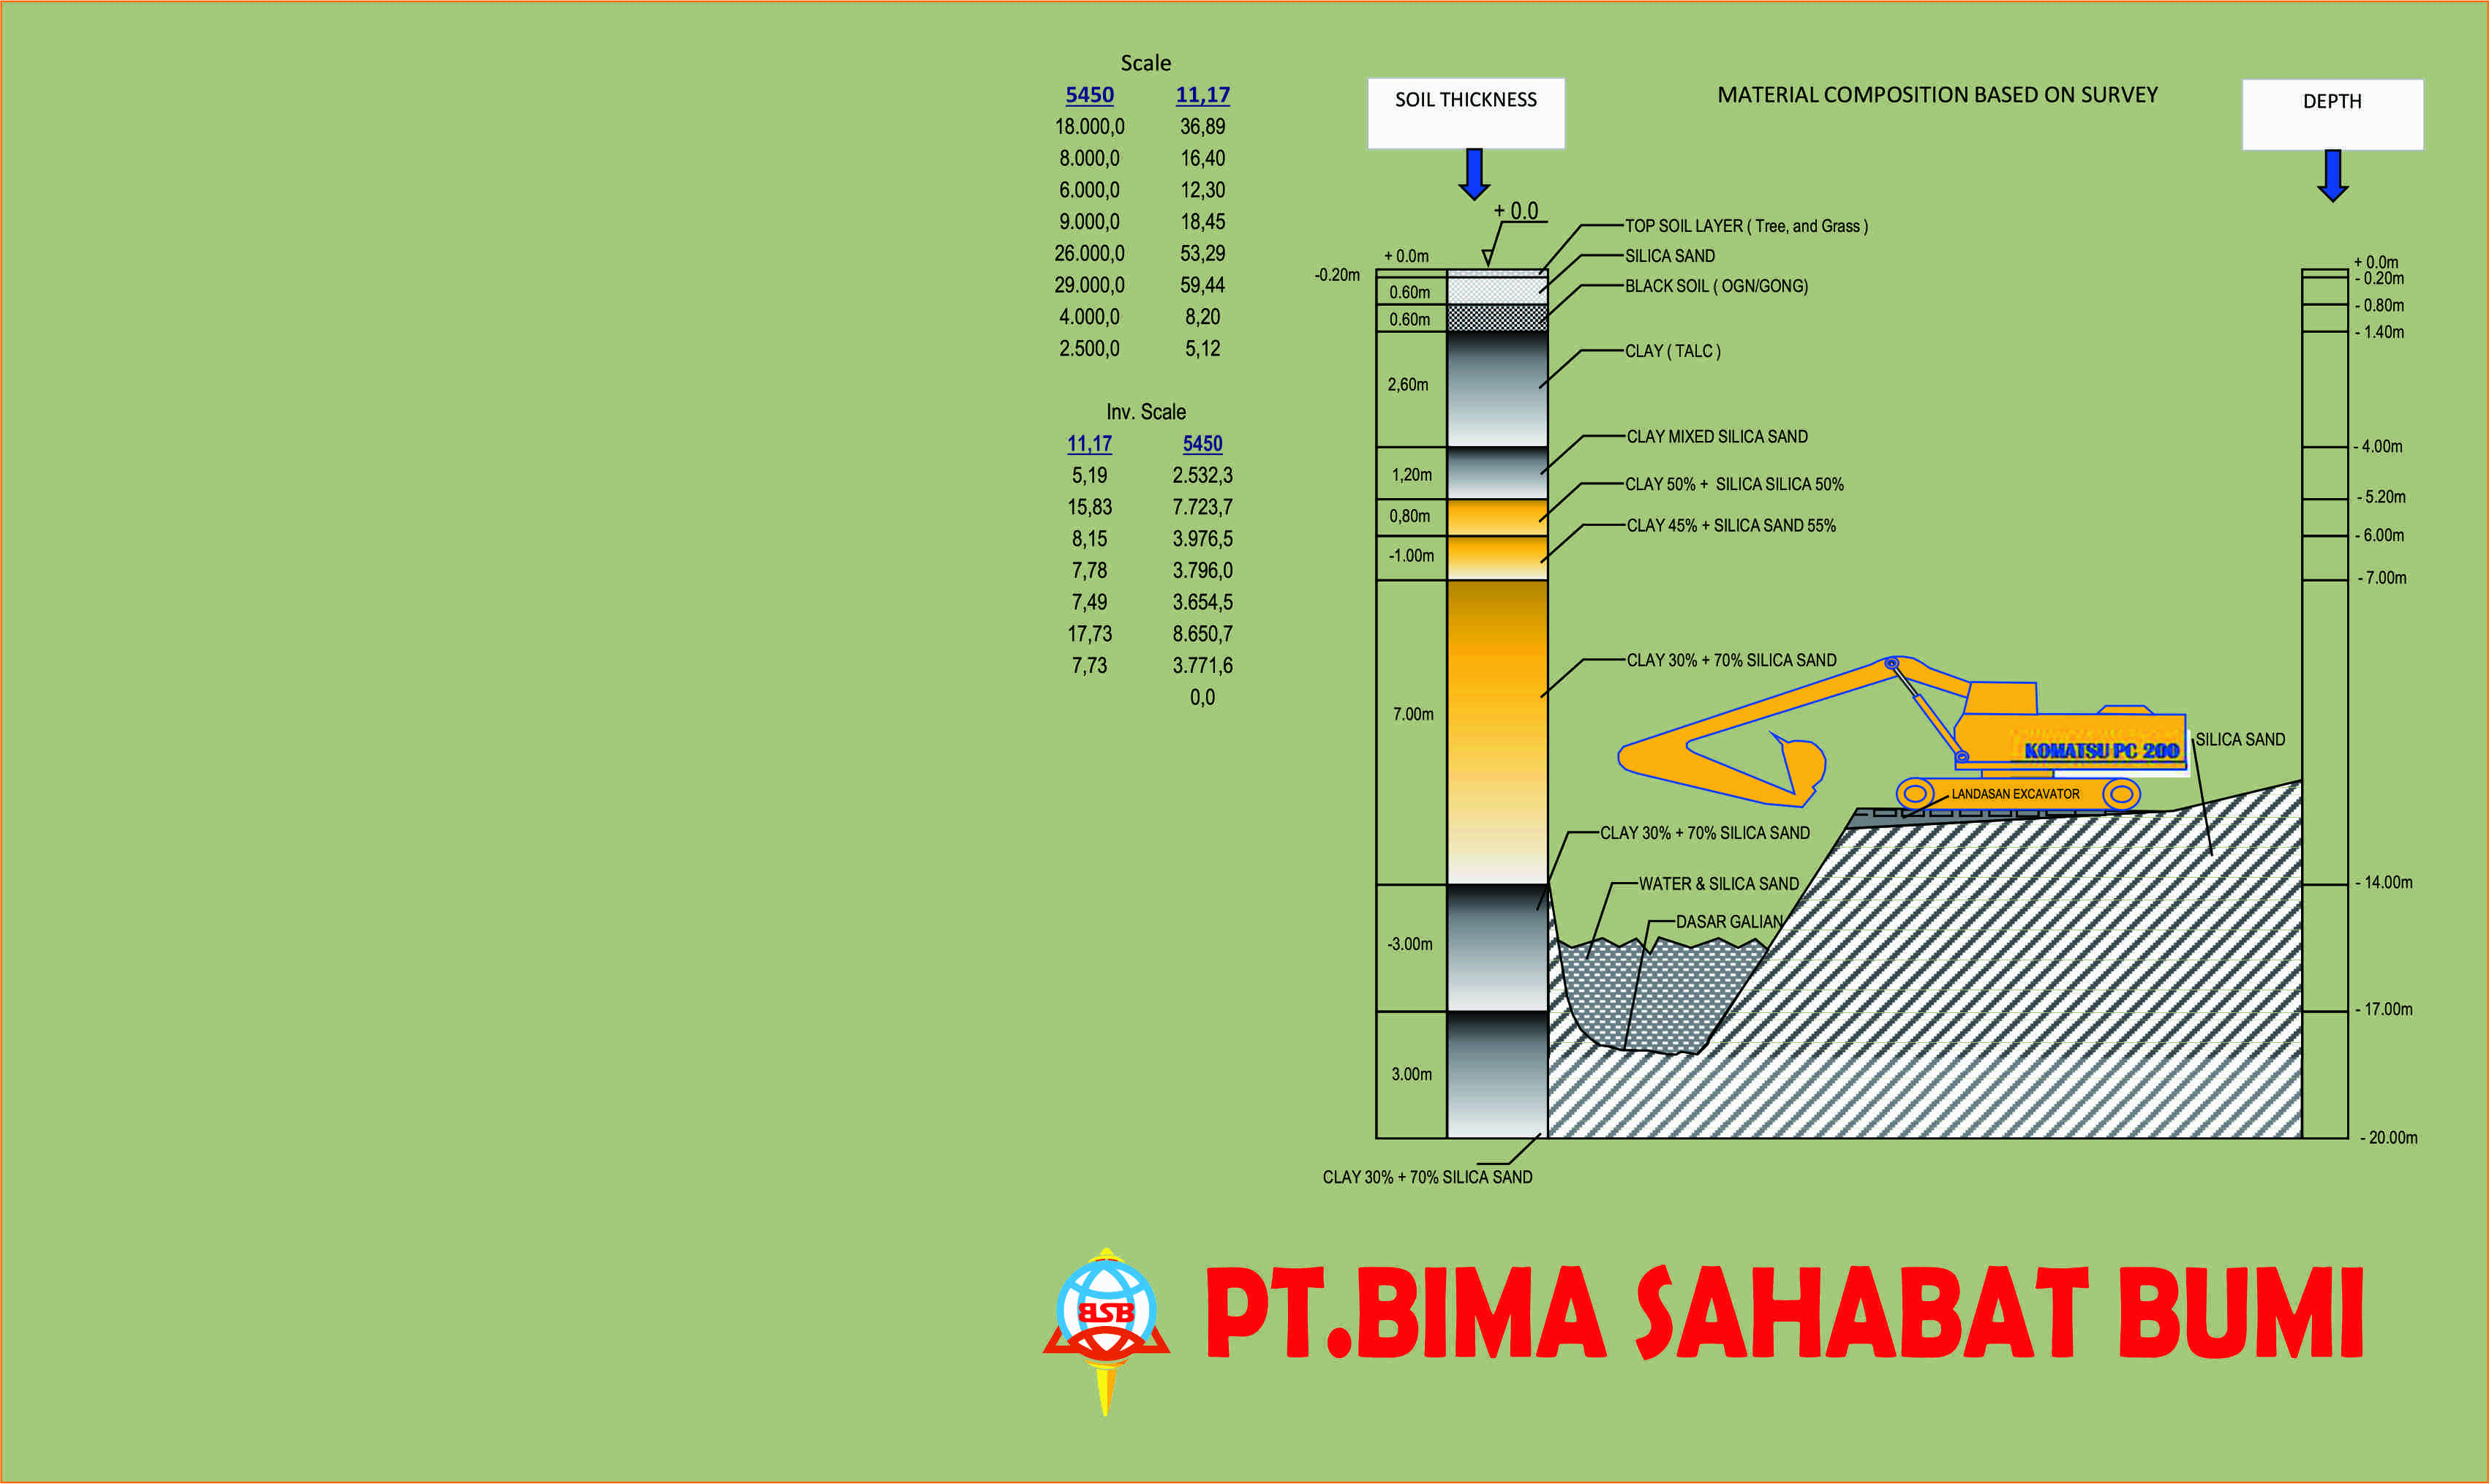 Scale
5450 11,17
18.000,0 36,89
8.000,0 16,40
6.000,0 12,30
9.000,0 18,45
26.000,0 53,29
29.000,0 59,44
4.000,0 8,20
2.500,0 5,12
Inv. Scale
11,17 5450
5,19 2.532,3
15,83 7.723,7
8,15 3.976,5
7,78 3.796,0
7,49 3.654,5
17,73 8.650,7
7,73 3.771,6
0,0
SOIL THICKNESS
MATERIAL COMPOSITION BASED ON SURVEY
DEPTH
+ 0.0
+ 0.0m
-0.20m
0.60m
0.60m
2,60m
1,20m
0,80m
-1.00m
7.00m
-3.00m
3.00m
TOP SOIL LAYER ( Tree, and Grass )
SILICA SAND
BLACK SOIL ( OGN/GONG)
CLAY ( TALC )
CLAY MIXED SILICA SAND
CLAY 50% + SILICA SILICA 50%
CLAY 45% + SILICA SAND 55%
CLAY 30% + 70% SILICA SAND
KOMATSU PC 200
SILICA SAND
LANDASAN EXCAVATOR
CLAY 30% + 70% SILICA SAND
WATER & SILICA SAND
DASAR GALIAN
CLAY 30% + 70% SILICA SAND
+ 0.0m
- 0.20m
- 0.80m
- 1.40m
- 4.00m
- 5.20m
- 6.00m
- 7.00m
- 14.00m
- 17.00m
- 20.00m
BSB
PT.BIMA SAHABAT BUMI